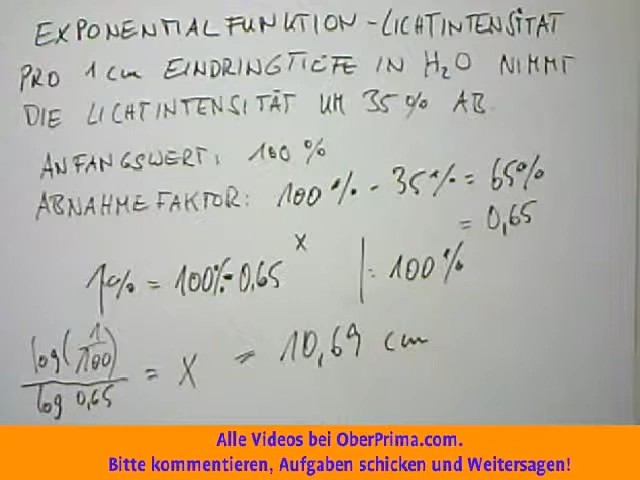 EXPONENTIALFUNKTION - LICHTINTENSITÄT
PRO 1 cm EINDRINGTIEFE IN H₂O NIMMT
DIE LICHTINTENSITÄT UM 35% AB.
ANFANGSWERT: 100%
ABNAHMEFAKTOR: 100% - 35% = 65%
= 0,65
1% = 100% · 0,65^x |: 100%
log(1/100) / log 0,65 = X = 10,69 cm
Alle Videos bei OberPrima.com.
Bitte kommentieren, Aufgaben schicken und Weitersagen!